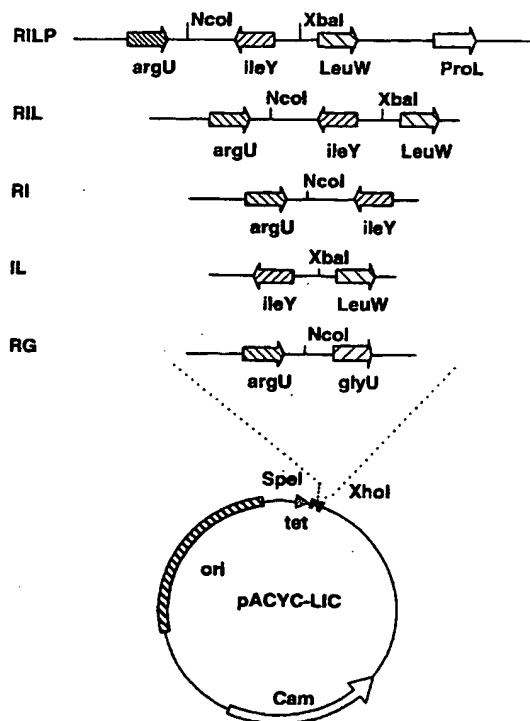 RILP NcoI XbaI
argU ileY LeuW ProL
RIL NcoI XbaI
argU ileY LeuW
RI NcoI
argU ileY
IL XbaI
ileY LeuW
RG NcoI
argU glyU
SpeI XhoI
tet
ori
pACYC-LIC
Cam